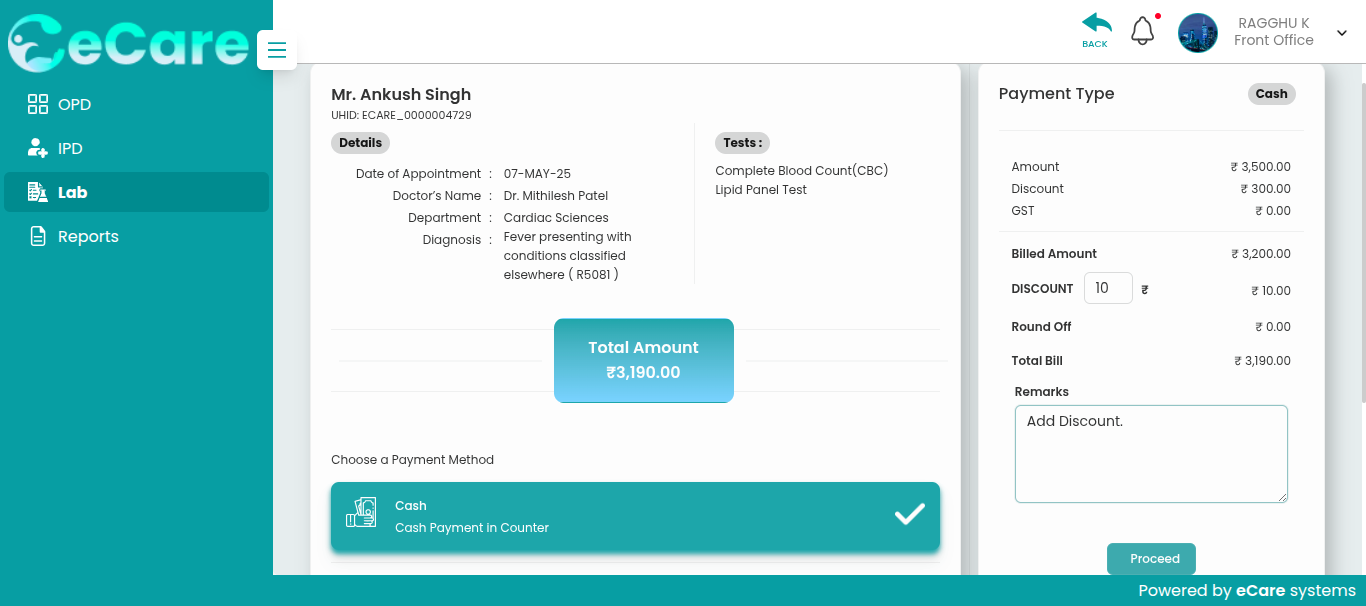 eCare
BACK
RAGGHU K
Front Office
OPD
IPD
Lab
Reports
Mr. Ankush Singh
UHID: ECARE_0000004729
Details
Date of Appointment : 07-MAY-25
Doctor’s Name : Dr. Mithilesh Patel
Department : Cardiac Sciences
Diagnosis : Fever presenting with
conditions classified
elsewhere ( R5081 )
Tests :
Complete Blood Count(CBC)
Lipid Panel Test
Total Amount
₹3,190.00
Choose a Payment Method
Cash
Cash Payment in Counter
Payment Type Cash
Amount ₹ 3,500.00
Discount ₹ 300.00
GST ₹ 0.00
Billed Amount ₹ 3,200.00
DISCOUNT 10 ₹ ₹ 10.00
Round Off ₹ 0.00
Total Bill ₹ 3,190.00
Remarks
Add Discount.
Proceed
Powered by eCare systems